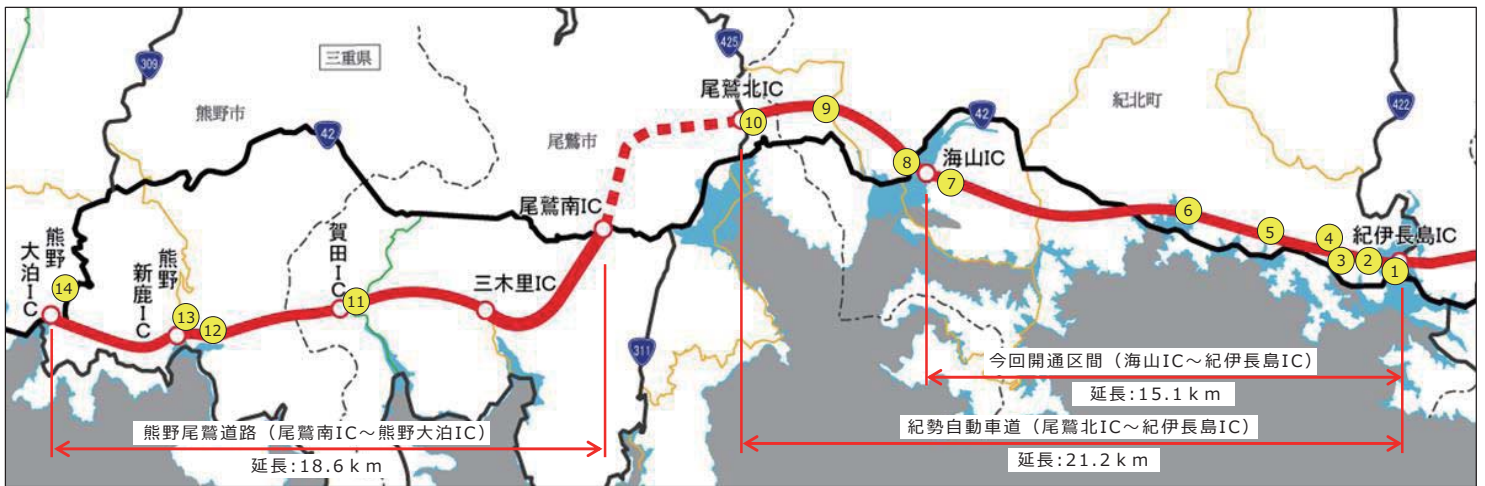 309
三重県
425
尾鷲北IC
9
10
熊野市
42
尾鷲市
42
紀北町
422
8
海山IC
7
尾鷲南IC
6
5
4
紀伊長島IC
3
2
1
熊野
大泊IC
14
熊野
新鹿IC
13
12
賀田IC
11
三木里IC
311
今回開通区間（海山IC～紀伊長島IC）
延長:15.1km
熊野尾鷲道路（尾鷲南IC～熊野大泊IC）
延長:18.6km
紀勢自動車道（尾鷲北IC～紀伊長島IC）
延長:21.2km